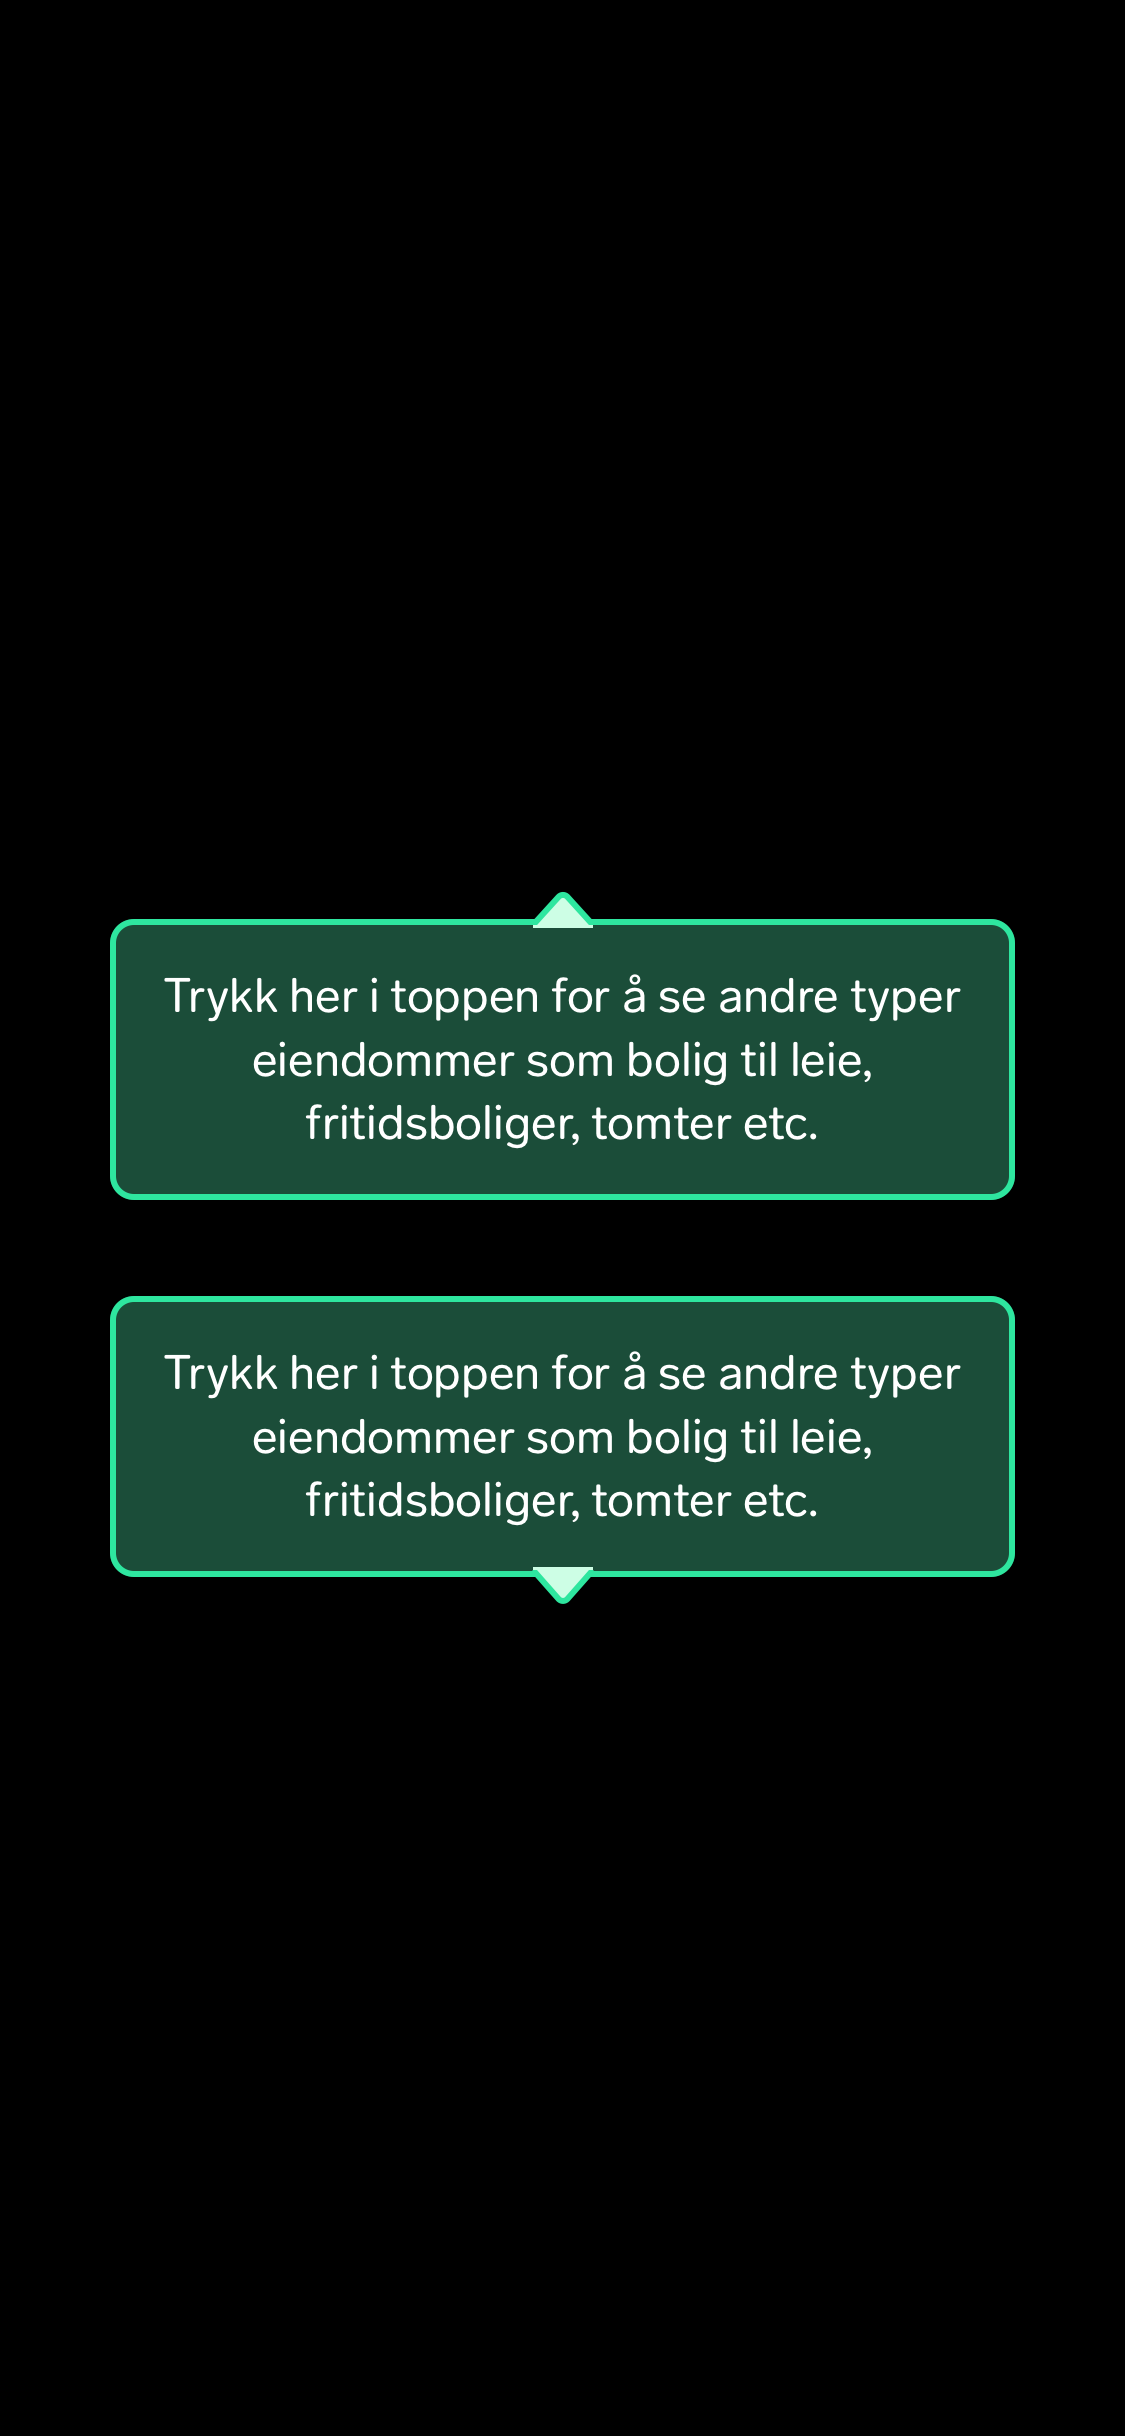 Trykk her i toppen for å se andre typer
eiendommer som bolig til leie,
fritidsboliger, tomter etc.
Trykk her i toppen for å se andre typer
eiendommer som bolig til leie,
fritidsboliger, tomter etc.